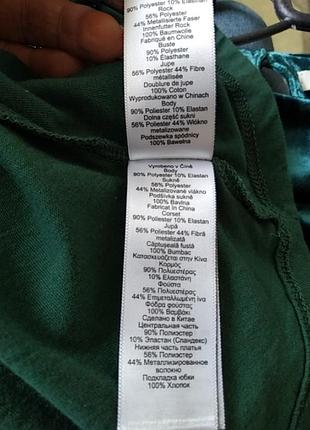 90% Polyester 10% Elastan
Rock
56% Polyester
44% Metallisierte Faser
Innenfutter Rock
100% Baumwolle
Fabriqué en Chine
Buste
90% Polyester
10% Élasthane
Jupe
56% Polyester 44% Fibre
métallisée
Doublure de jupe
100% Coton
Wyprodukowano w Chinach
Body
90% Poliester 10% Elastan
Dolna część sukni
56% Poliester 44% Włókno
metalizowane
Podszewka spódnicy
100% Bawełna
Vyrobeno v Číně
Body
90% Polyester 10% Elastan
Sukně
56% Polyester
44% Metalizované vlákno
Podšívka sukně
100% Bavlna
Fabricat în China
Corset
90% Poliester 10% Elastan
Jupă
56% Poliester 44% Fibră
metalizată
Căptuşeală fustă
100% Bumbac
Κατασκευάζεται στην Κίνα
Κορμός
90% Πολυεστέρας
10% Ελαστάνη
Φούστα
56% Πολυεστέρας
44% Επιμεταλλωμένη ίνα
Φόδρα φούστας
100% Βαμβάκι
Сделано в Китае
Центральная часть
90% Полиэстер
10% Эластан (Спандекс)
Нижняя часть платья
56% Полиэстер
44% Металлизированное
волокно
Подкладка юбки
100% Хлопок